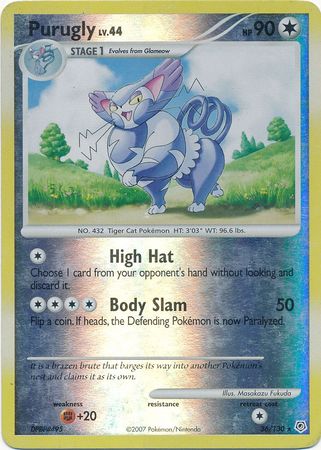 Purugly LV.44 HP 90
STAGE 1 Evolves from Glameow
NO. 432 Tiger Cat Pokémon HT: 3'03" WT: 96.6 lbs.
High Hat
Choose 1 card from your opponent's hand without looking and
discard it.
Body Slam 50
Flip a coin. If heads, the Defending Pokémon is now Paralyzed.
It is a brazen brute that barges its way into another Pokémon's
nest and claims it as its own.
Illus. Masakazu Fukuda
weakness resistance retreat cost
+20
DPBP#495 ©2007 Pokémon/Nintendo 36/130 ★